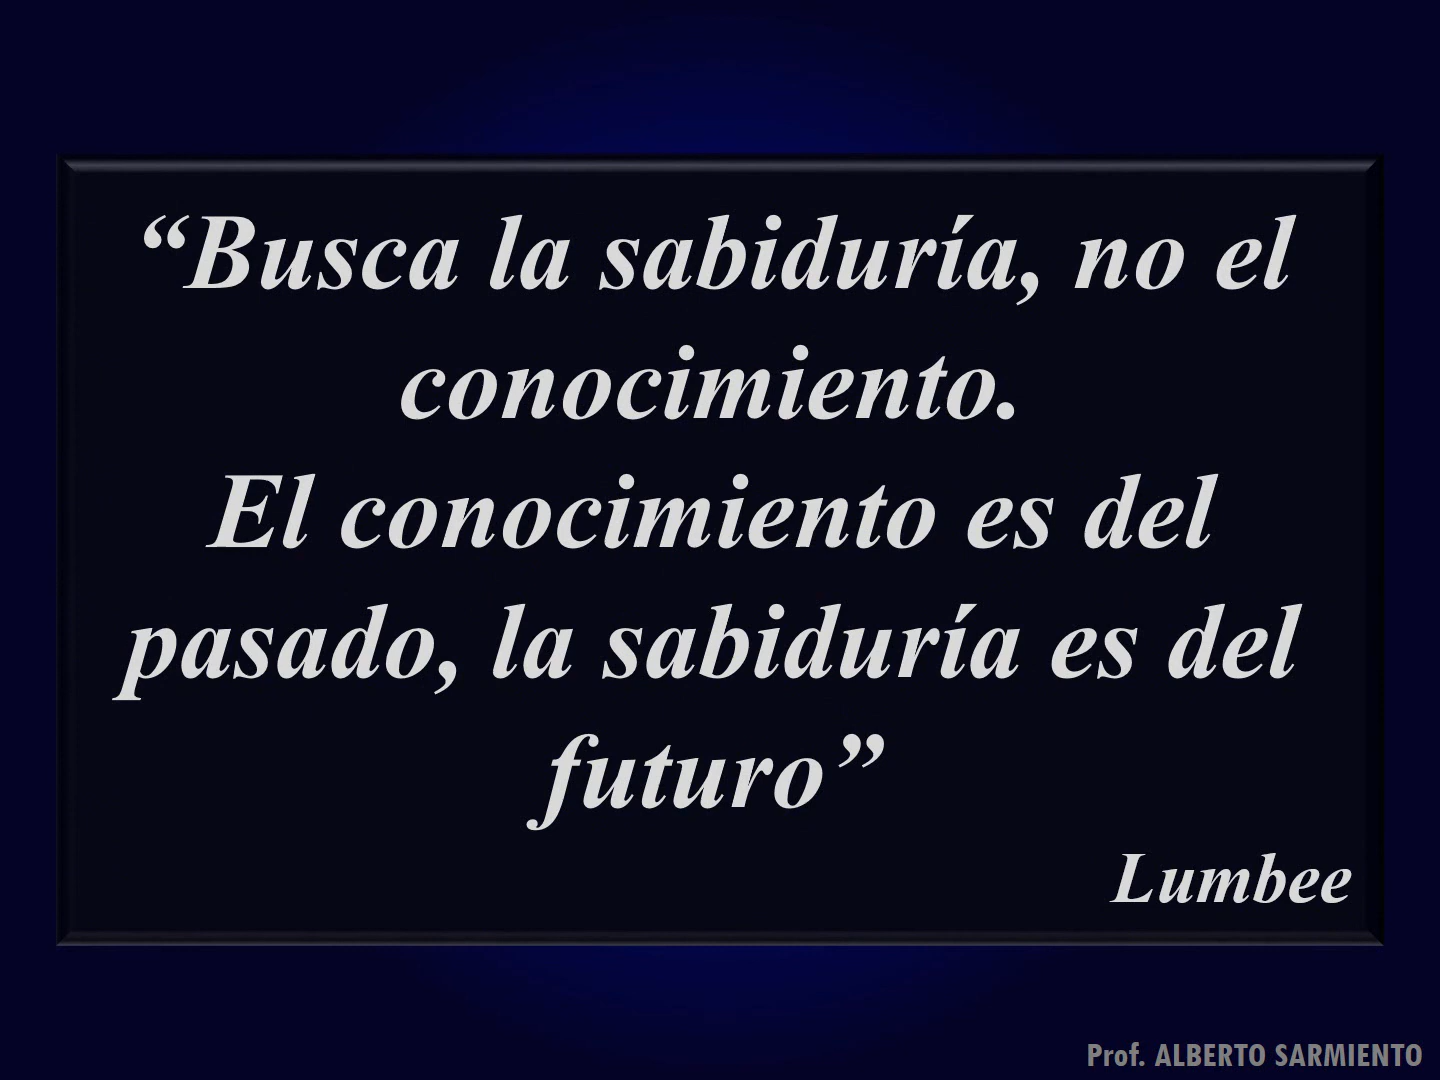 “Busca la sabiduría, no el
conocimiento.
El conocimiento es del
pasado, la sabiduría es del
futuro”
Lumbee
Prof. ALBERTO SARMIENTO